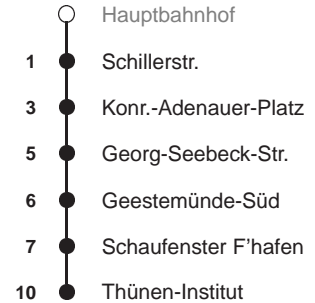 Hauptbahnhof
1 Schillerstr.
3 Konr.-Adenauer-Platz
5 Georg-Seebeck-Str.
6 Geestemünde-Süd
7 Schaufenster F'hafen
10 Thünen-Institut